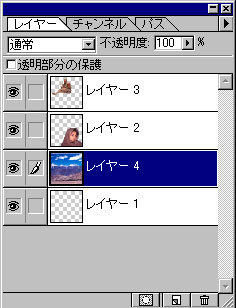 レイヤー チャンネル パス
通常 不透明度: 100 %
透明部分の保護
レイヤー 3
レイヤー 2
レイヤー 4
レイヤー 1